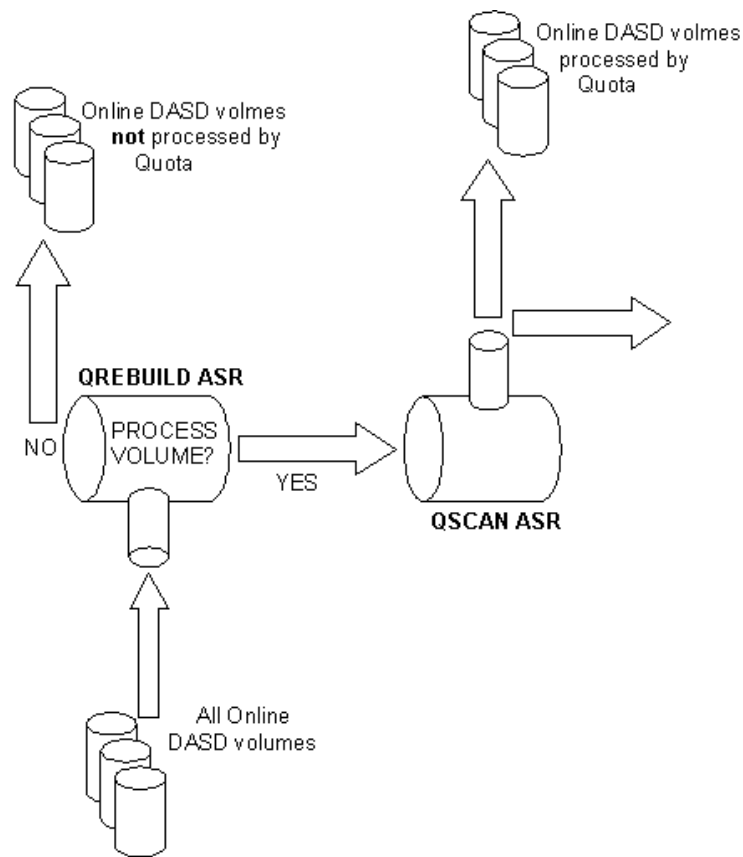 Online DASD volmes
processed by
Quota
Online DASD volmes
not processed by
Quota
QREBUILD ASR
PROCESS
VOLUME?
NO
YES
QSCAN ASR
All Online
DASD volumes